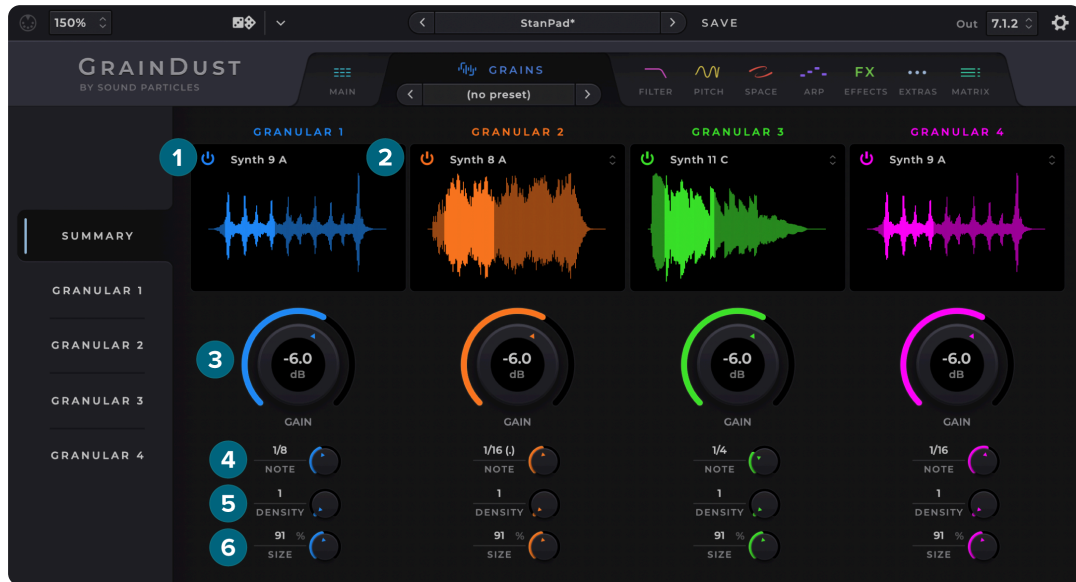 150%
StanPad*
SAVE
Out 7.1.2
GRAINDUST
BY SOUND PARTICLES
MAIN
GRAINS
(no preset)
FILTER PITCH SPACE ARP FX EFFECTS EXTRAS MATRIX
GRANULAR 1 GRANULAR 2 GRANULAR 3 GRANULAR 4
1 Synth 9 A 2 Synth 8 A Synth 11 C Synth 9 A
SUMMARY
GRANULAR 1
GRANULAR 2
GRANULAR 3
GRANULAR 4
3 -6.0 -6.0 -6.0 -6.0
dB dB dB dB
GAIN GAIN GAIN GAIN
4 1/8 1/16 (.) 1/4 1/16
NOTE NOTE NOTE NOTE
5 1 1 1 1
DENSITY DENSITY DENSITY DENSITY
6 91 % 91 % 91 % 91 %
SIZE SIZE SIZE SIZE